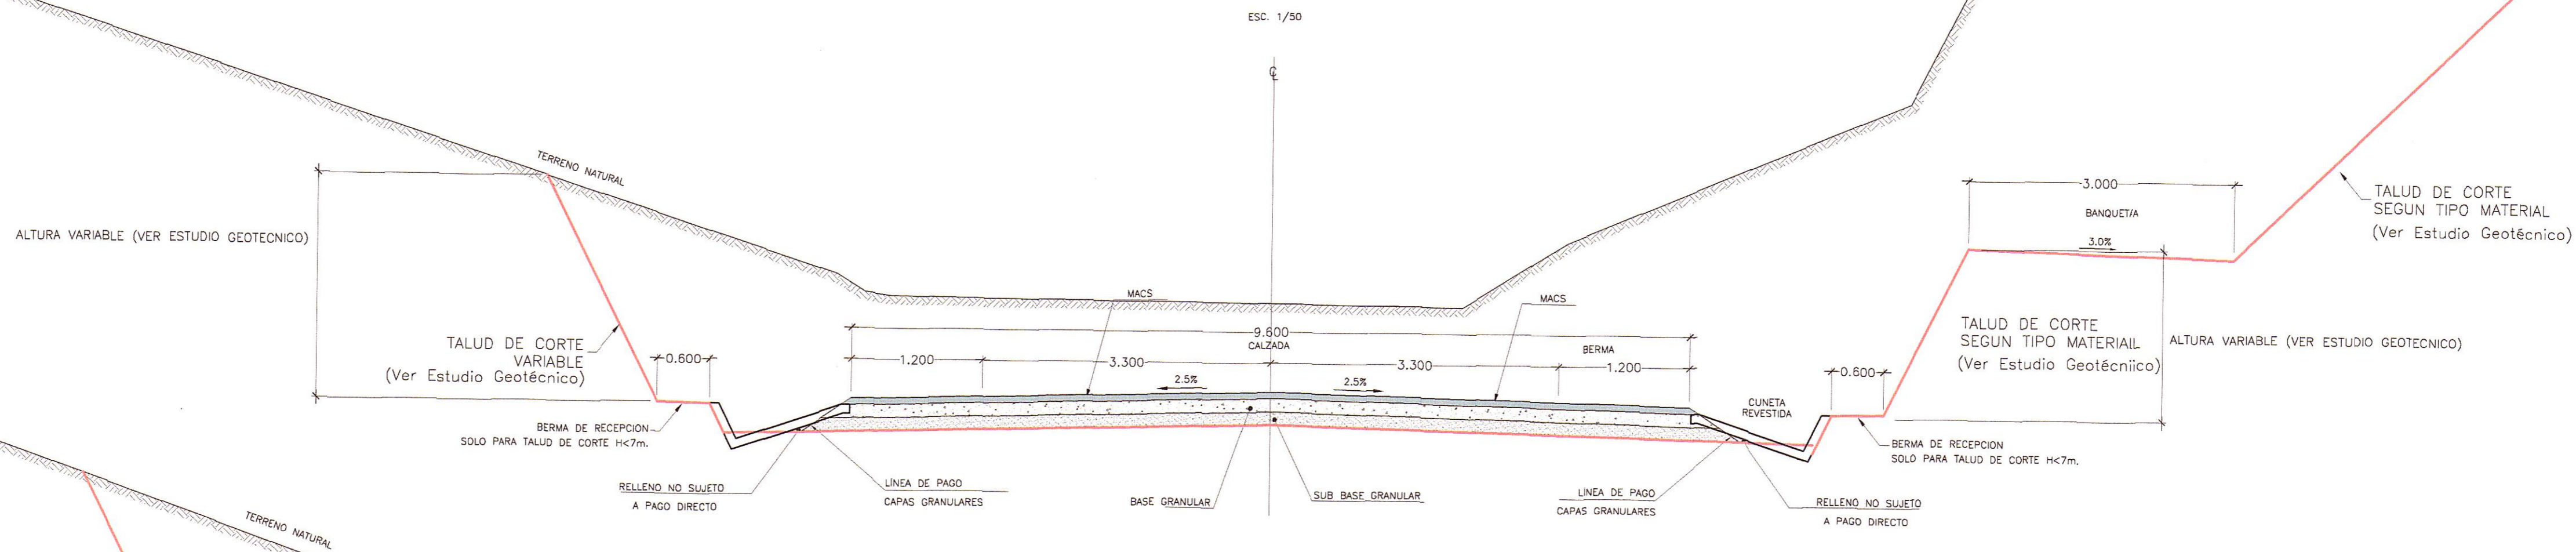 ESC. 1/50
℄
TERRENO NATURAL
ALTURA VARIABLE (VER ESTUDIO GEOTECNICO)
TALUD DE CORTE
VARIABLE
(Ver Estudio Geotécnico)
0.600
BERMA DE RECEPCION
SOLO PARA TALUD DE CORTE H<7m.
MACS
MACS
9.600
CALZADA
BERMA
1.200
3.300
3.300
1.200
2.5%
2.5%
CUNETA
REVESTIDA
0.600
3.000
BANQUETA
3.0%
TALUD DE CORTE
SEGUN TIPO MATERIAL
(Ver Estudio Geotécnico)
TALUD DE CORTE
SEGUN TIPO MATERIAIL
(Ver Estudio Geotécniico)
ALTURA VARIABLE (VER ESTUDIO GEOTECNICO)
BERMA DE RECEPCION
SOLO PARA TALUD DE CORTE H<7m.
RELLENO NO SUJETO
A PAGO DIRECTO
LÍNEA DE PAGO
CAPAS GRANULARES
BASE GRANULAR
SUB BASE GRANULAR
LÍNEA DE PAGO
CAPAS GRANULARES
RELLENO NO SUJETO
A PAGO DIRECTO
TERRENO NATURAL